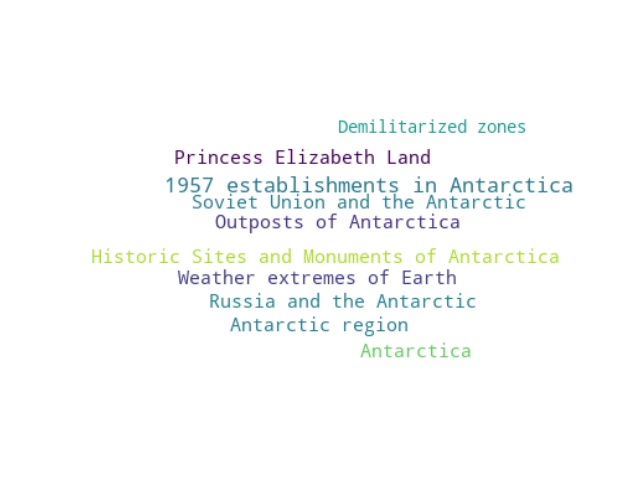 Demilitarized zones
Princess Elizabeth Land
1957 establishments in Antarctica
Soviet Union and the Antarctic
Outposts of Antarctica
Historic Sites and Monuments of Antarctica
Weather extremes of Earth
Russia and the Antarctic
Antarctic region
Antarctica